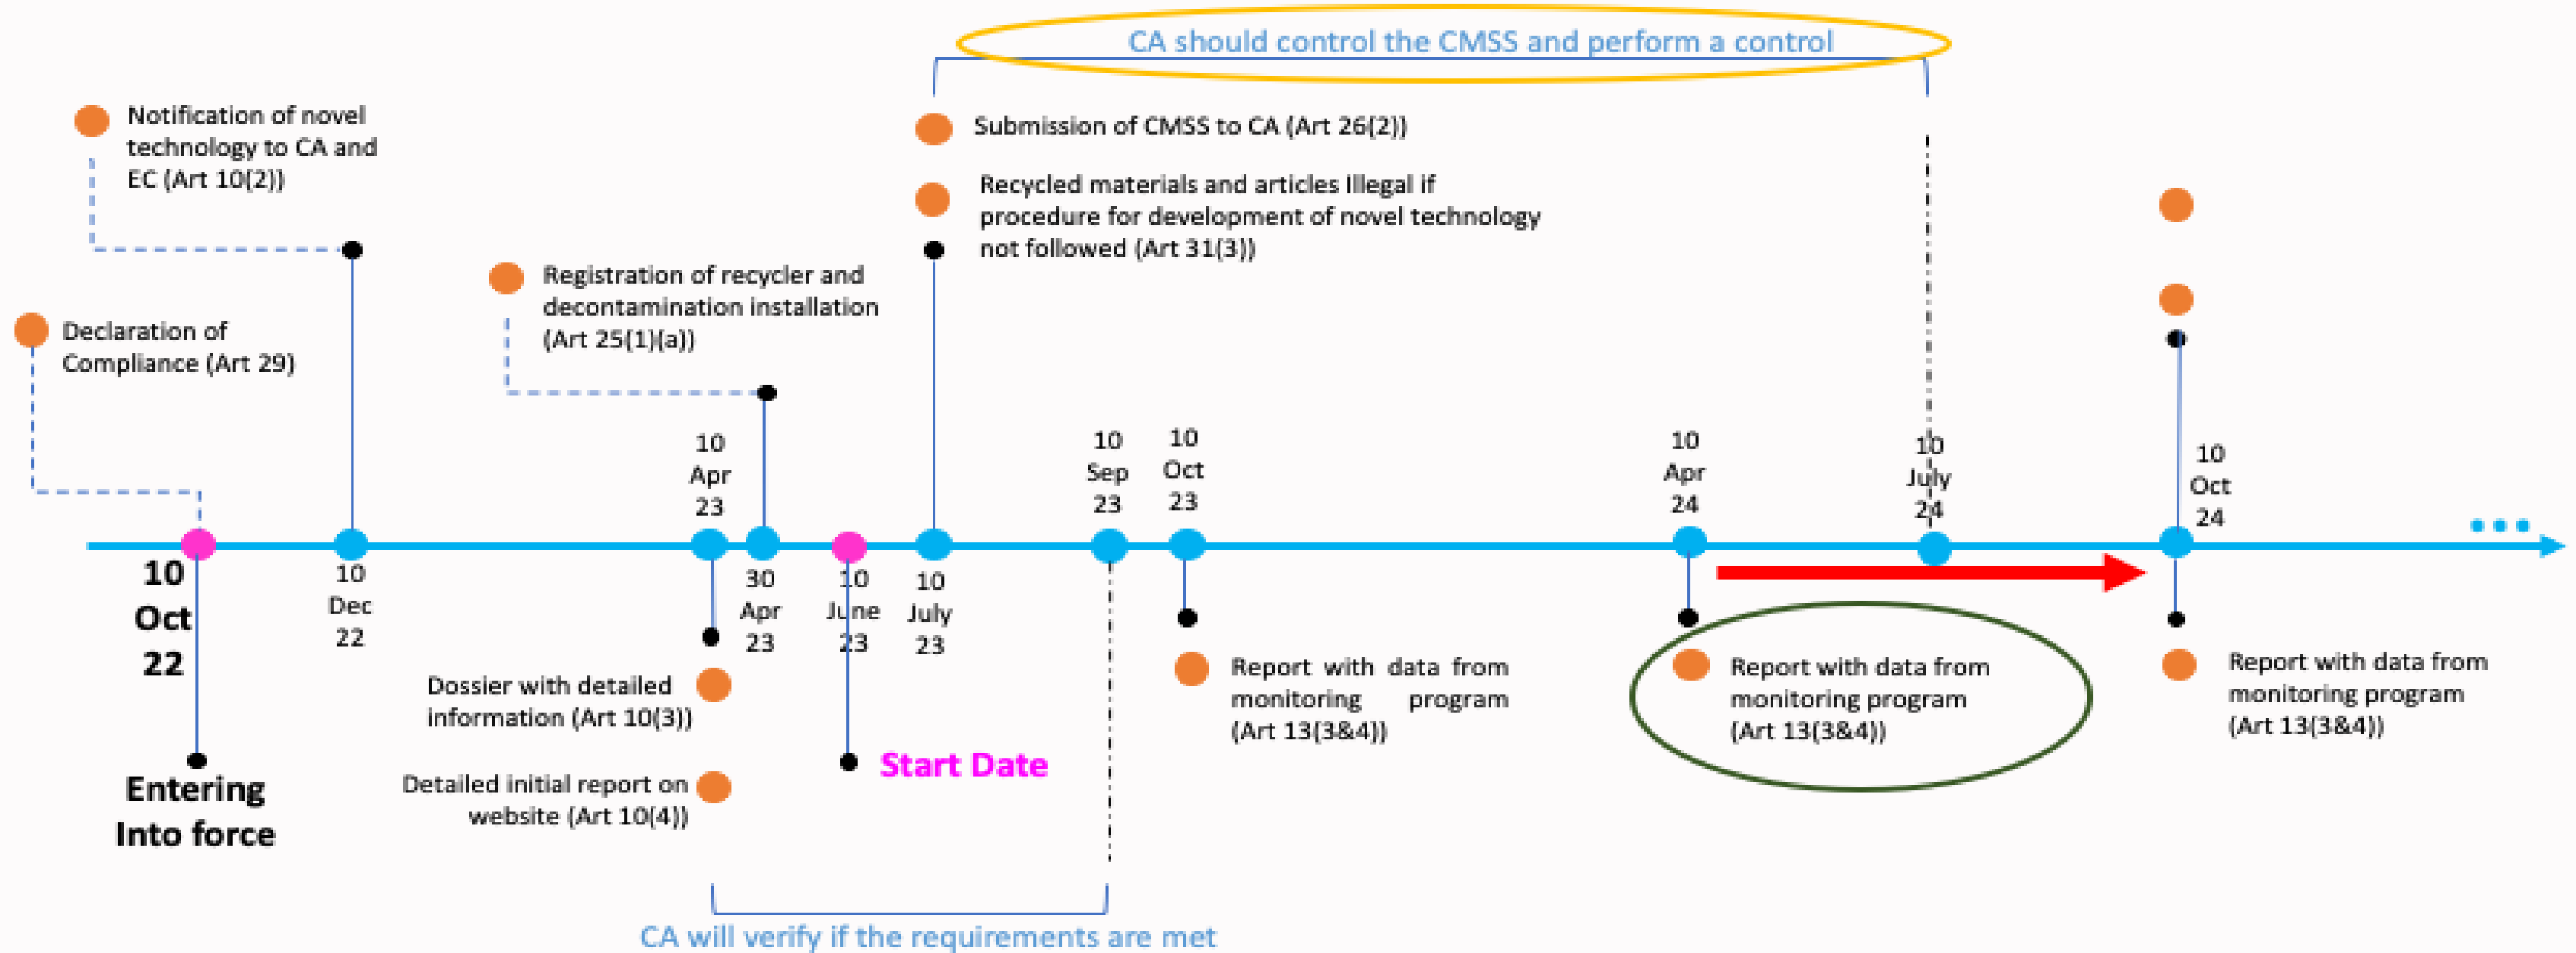 CA should control the CMSS and perform a control
Notification of novel
technology to CA and
EC (Art 10(2))
Submission of CMSS to CA (Art 26(2))
Recycled materials and articles Illegal if
procedure for development of novel technology
not followed (Art 31(3))
Registration of recycler and
decontamination installation
(Art 25(1)(a))
Declaration of
Compliance (Art 29)
10
Apr
23
10
Sep
23
10
Oct
23
10
Apr
24
10
July
24
10
Oct
24
10
Oct
22
10
Dec
22
30
Apr
23
10
June
23
10
July
23
Dossier with detailed
information (Art 10(3))
Detailed initial report on
website (Art 10(4))
Start Date
Report with data from
monitoring program
(Art 13(3&4))
Report with data from
monitoring program
(Art 13(3&4))
Report with data from
monitoring program
(Art 13(3&4))
Entering
Into force
CA will verify if the requirements are met